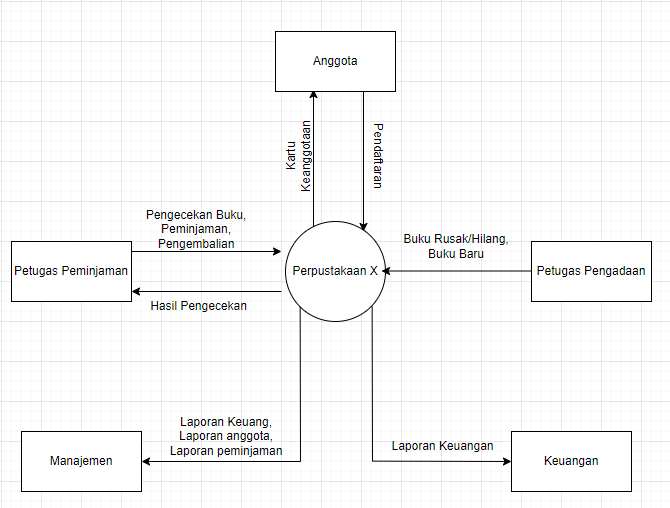 Anggota
Kartu
Keanggotaan
Pendaftaran
Pengecekan Buku,
Peminjaman,
Pengembalian
Buku Rusak/Hilang,
Buku Baru
Petugas Peminjaman
Perpustakaan X
Petugas Pengadaan
Hasil Pengecekan
Laporan Keuang,
Laporan anggota,
Laporan peminjaman
Laporan Keuangan
Manajemen
Keuangan